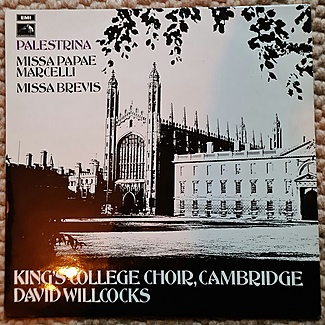 EMI
PALESTRINA
MISSA PAPAE
MARCELLI
MISSA BREVIS
KING'S COLLEGE CHOIR, CAMBRIDGE
DAVID WILLCOCKS